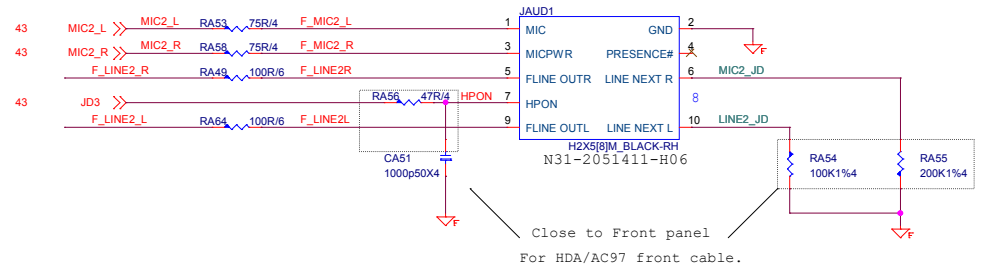 JAUD1
43 MIC2_L MIC2_L RA53 75R/4 F_MIC2_L 1 MIC GND 2
F
43 MIC2_R MIC2_R RA58 75R/4 F_MIC2_R 3 MICPWR PRESENCE# 4
F_LINE2_R RA49 100R/6 F_LINE2R 5 FLINE OUTR LINE NEXT R 6 MIC2_JD
43 JD3 RA56 47R/4 HPON 7 HPON 8
F_LINE2_L RA64 100R/6 F_LINE2L 9 FLINE OUTL LINE NEXT L 10 LINE2_JD
H2X5[8]M_BLACK-RH
N31-2051411-H06
CA51
1000p50X4
RA54
100K1%4
RA55
200K1%4
F
F
Close to Front panel
For HDA/AC97 front cable.